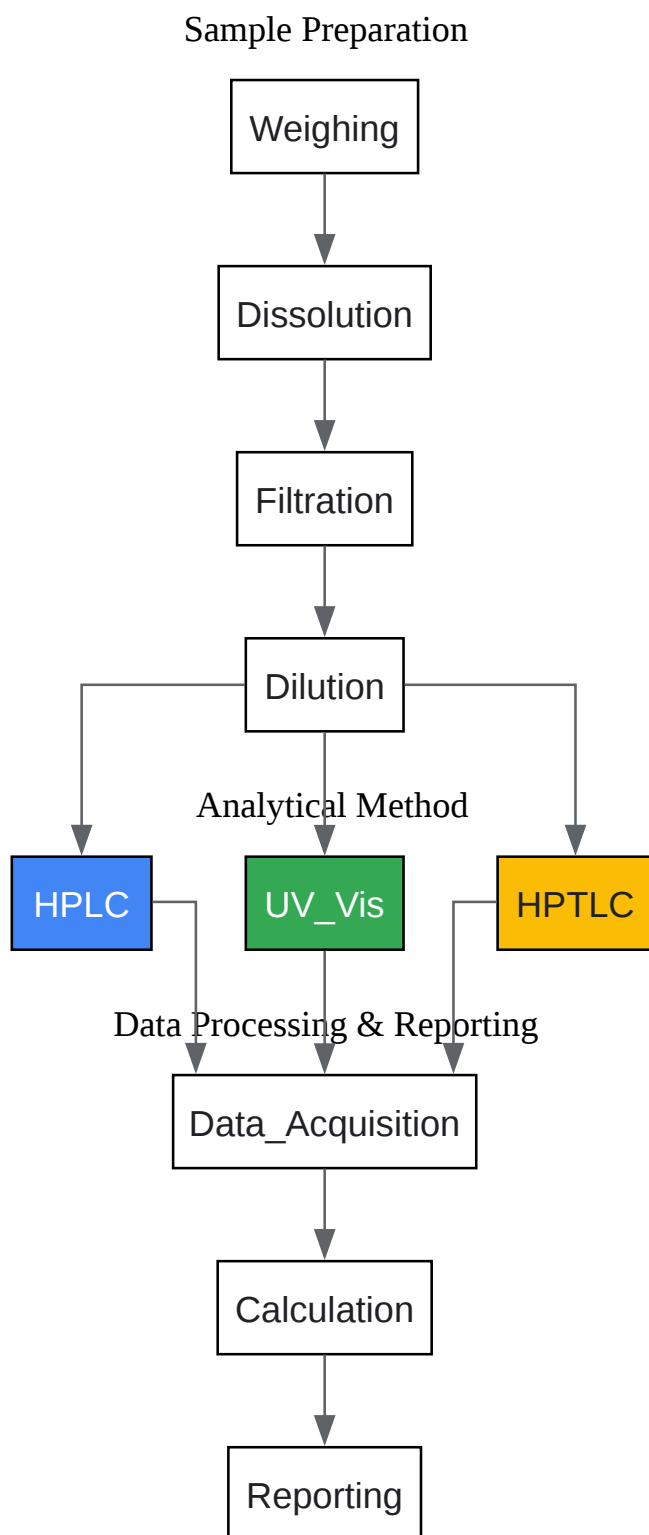 Sample Preparation
Weighing
Dissolution
Filtration
Dilution
Analytical Method
HPLC
UV_Vis
HPTLC
Data Processing & Reporting
Data_Acquisition
Calculation
Reporting